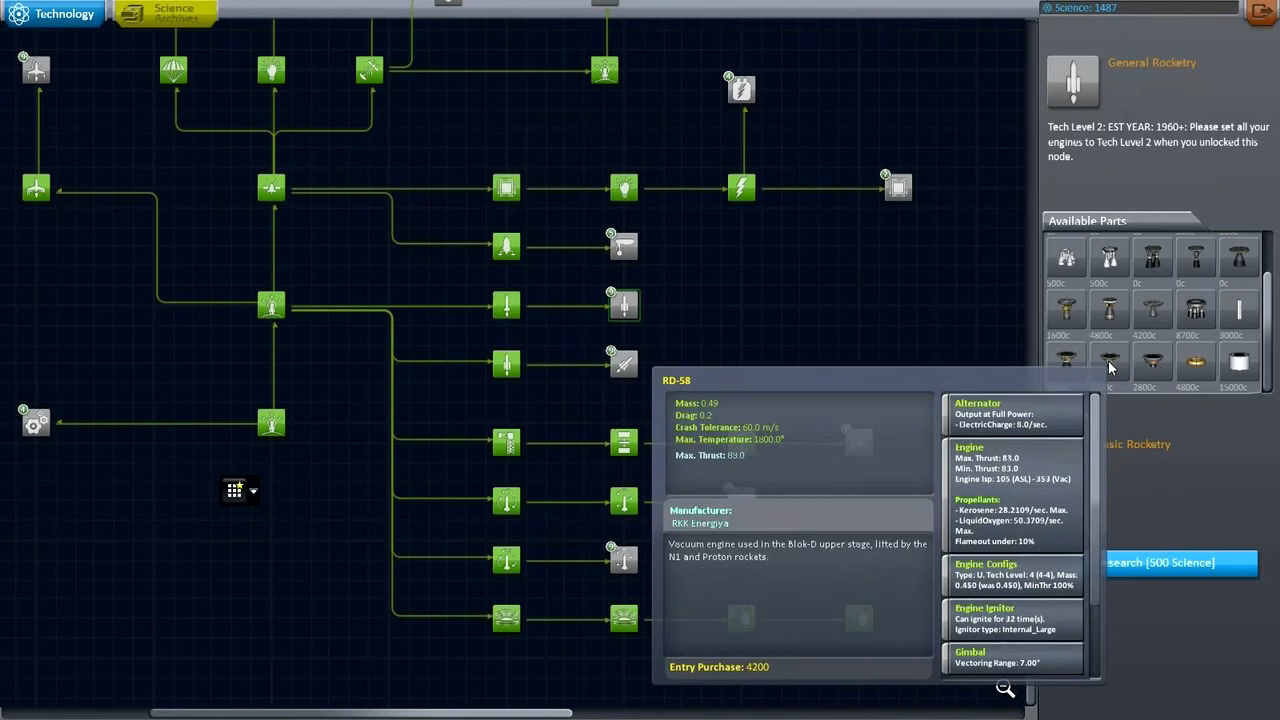 Technology
Science
Archives
Science: 1487
General Rocketry
Tech Level 2: EST YEAR: 1960+: Please set all your
engines to Tech Level 2 when you unlocked this
node.
Available Parts
500c 500c 0c 0c 0c
1600c 4800c 4200c 8700c 3000c
2800c 4800c 15000c
RD-58
Mass: 0.49
Drag: 0.2
Crash Tolerance: 60.0 m/s
Max. Temperature: 1800.0°
Max. Thrust: 83.0
Manufacturer:
RKK Energiya
Vacuum engine used in the Blok-D upper stage, lifted by the
N1 and Proton rockets.
Entry Purchase: 4200
Alternator
Output at Full Power:
- ElectricCharge: 8.0/sec.
Engine
Max. Thrust: 83.0
Min. Thrust: 83.0
Engine Isp: 105 (ASL) - 353 (Vac)
Propellants:
- Kerosene: 28.2109/sec. Max.
- LiquidOxygen: 50.3709/sec.
Max.
Flameout under: 10%
Engine Configs
Type: U. Tech Level: 4 (4-4), Mass:
0.450 (was 0.450), MinThr 100%
Engine Ignitor
Can ignite for 32 time(s).
Ignitor type: Internal_Large
Gimbal
Vectoring Range: 7.00°
asic Rocketry
search [500 Science]